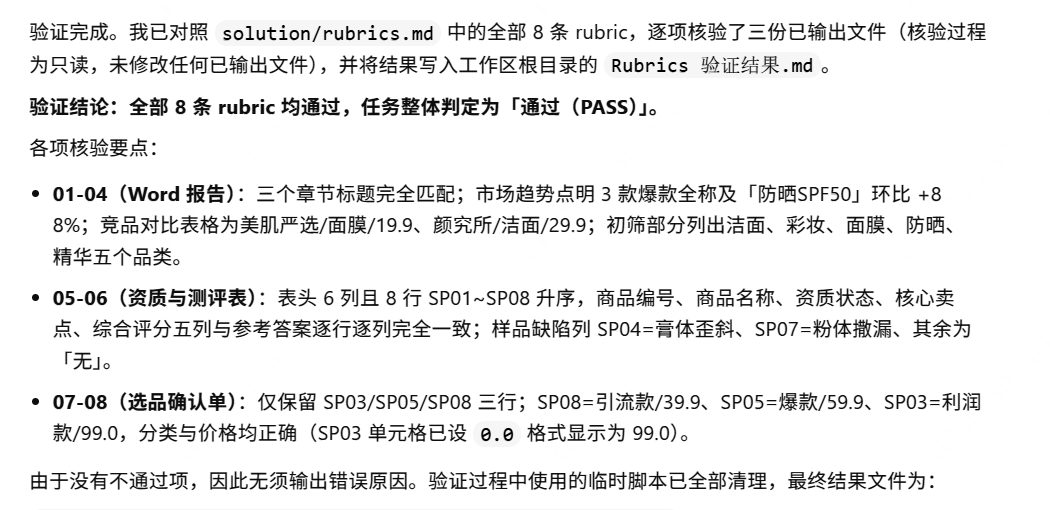 验证完成。我已对照 solution/rubrics.md 中的全部 8 条 rubric，逐项核验了三份已输出文件（核验过程
为只读，未修改任何已输出文件），并将结果写入工作区根目录的 Rubrics 验证结果.md。
验证结论：全部 8 条 rubric 均通过，任务整体判定为「通过（PASS）」。
各项核验要点：
• 01-04（Word 报告）：三个章节标题完全匹配；市场趋势点明 3 款爆款全称及「防晒SPF50」环比 +8
8%；竞品对比表格为美肌严选/面膜/19.9、颜究所/洁面/29.9；初筛部分列出洁面、彩妆、面膜、防晒、
精华五个品类。
• 05-06（资质与测评表）：表头 6 列且 8 行 SP01~SP08 升序，商品编号、商品名称、资质状态、核心卖
点、综合评分五列与参考答案逐行逐列完全一致；样品缺陷列 SP04=膏体歪斜、SP07=粉体撒漏、其余为
「无」。
• 07-08（选品确认单）：仅保留 SP03/SP05/SP08 三行；SP08=引流款/39.9、SP05=爆款/59.9、SP03=利润
款/99.0，分类与价格均正确（SP03 单元格已设 0.0 格式显示为 99.0）。
由于没有不通过项，因此无须输出错误原因。验证过程中使用的临时脚本已全部清理，最终结果文件为：